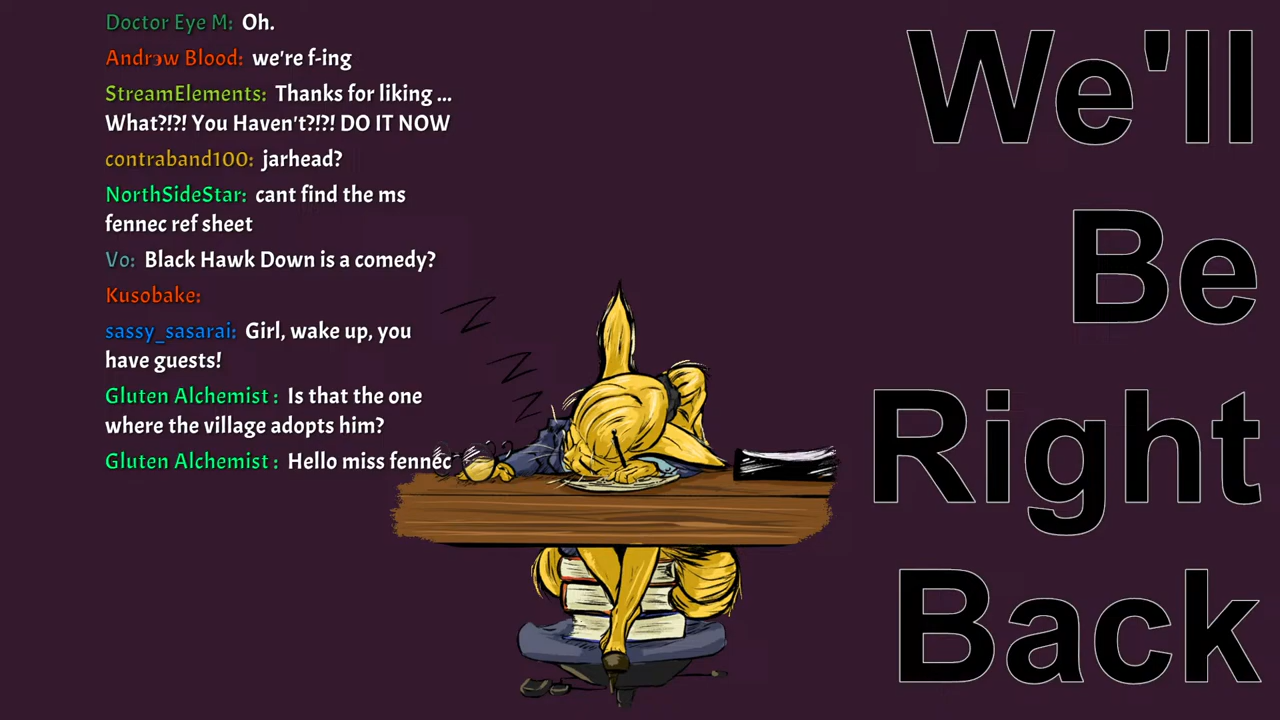 Doctor Eye M: Oh.
Andrэw Blood: we're f-ing
StreamElements: Thanks for liking ...
What?!?! You Haven't?!?! DO IT NOW
contraband100: jarhead?
NorthSideStar: cant find the ms
fennec ref sheet
Vo: Black Hawk Down is a comedy?
Kusobake:
sassy_sasarai: Girl, wake up, you
have guests!
Gluten Alchemist : Is that the one
where the village adopts him?
Gluten Alchemist : Hello miss fennec
z
z
z
We'll
Be
Right
Back